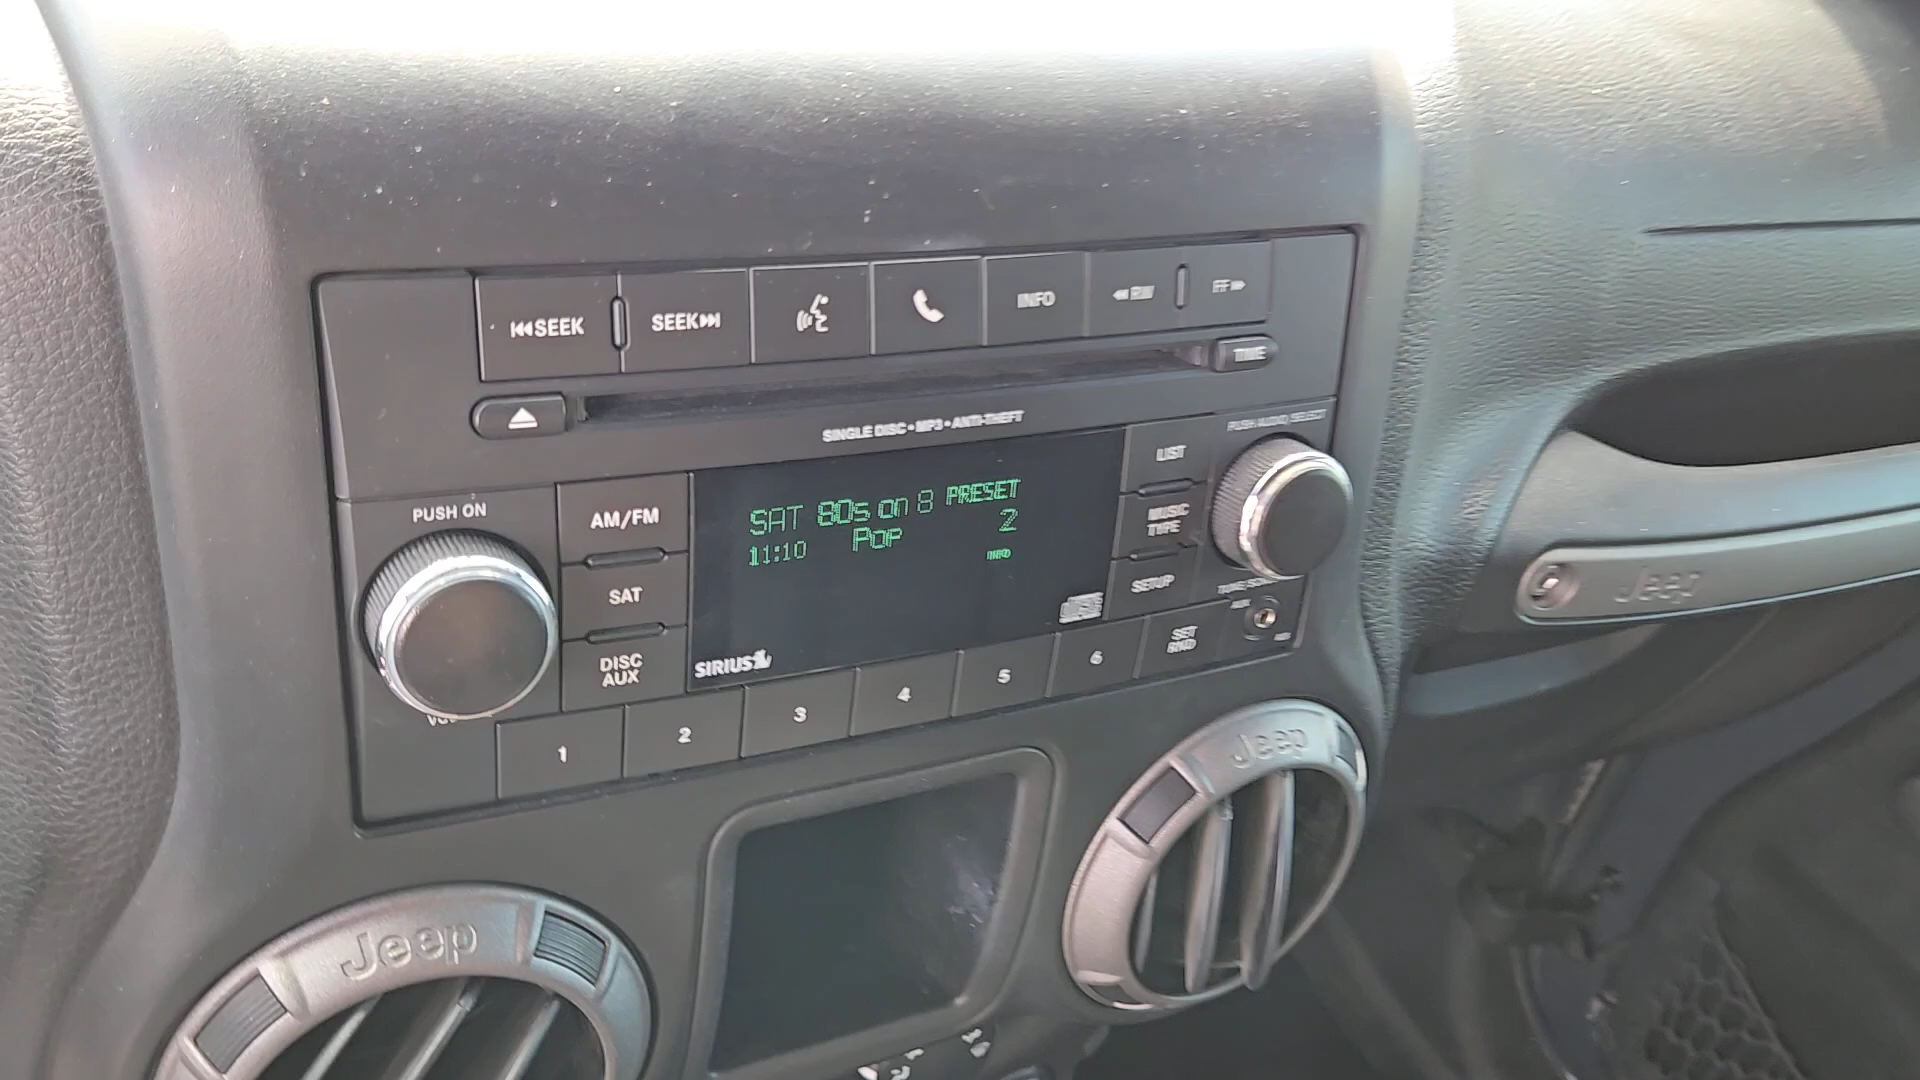 SEEK
SEEK
INFO
RW
FF
TIME
SINGLE DISC • MP3 • ANTI-THEFT
PUSH AUDIO/SELECT
PUSH ON
AM/FM
SAT 80s on 8 PRESET
11:10 Pop 2
INFO
LIST
MUSIC
TYPE
SAT
SETUP
DISC
AUX
SIRIUS
AUX
1
2
3
4
5
6
SET
RND
Jeep
Jeep
Jeep